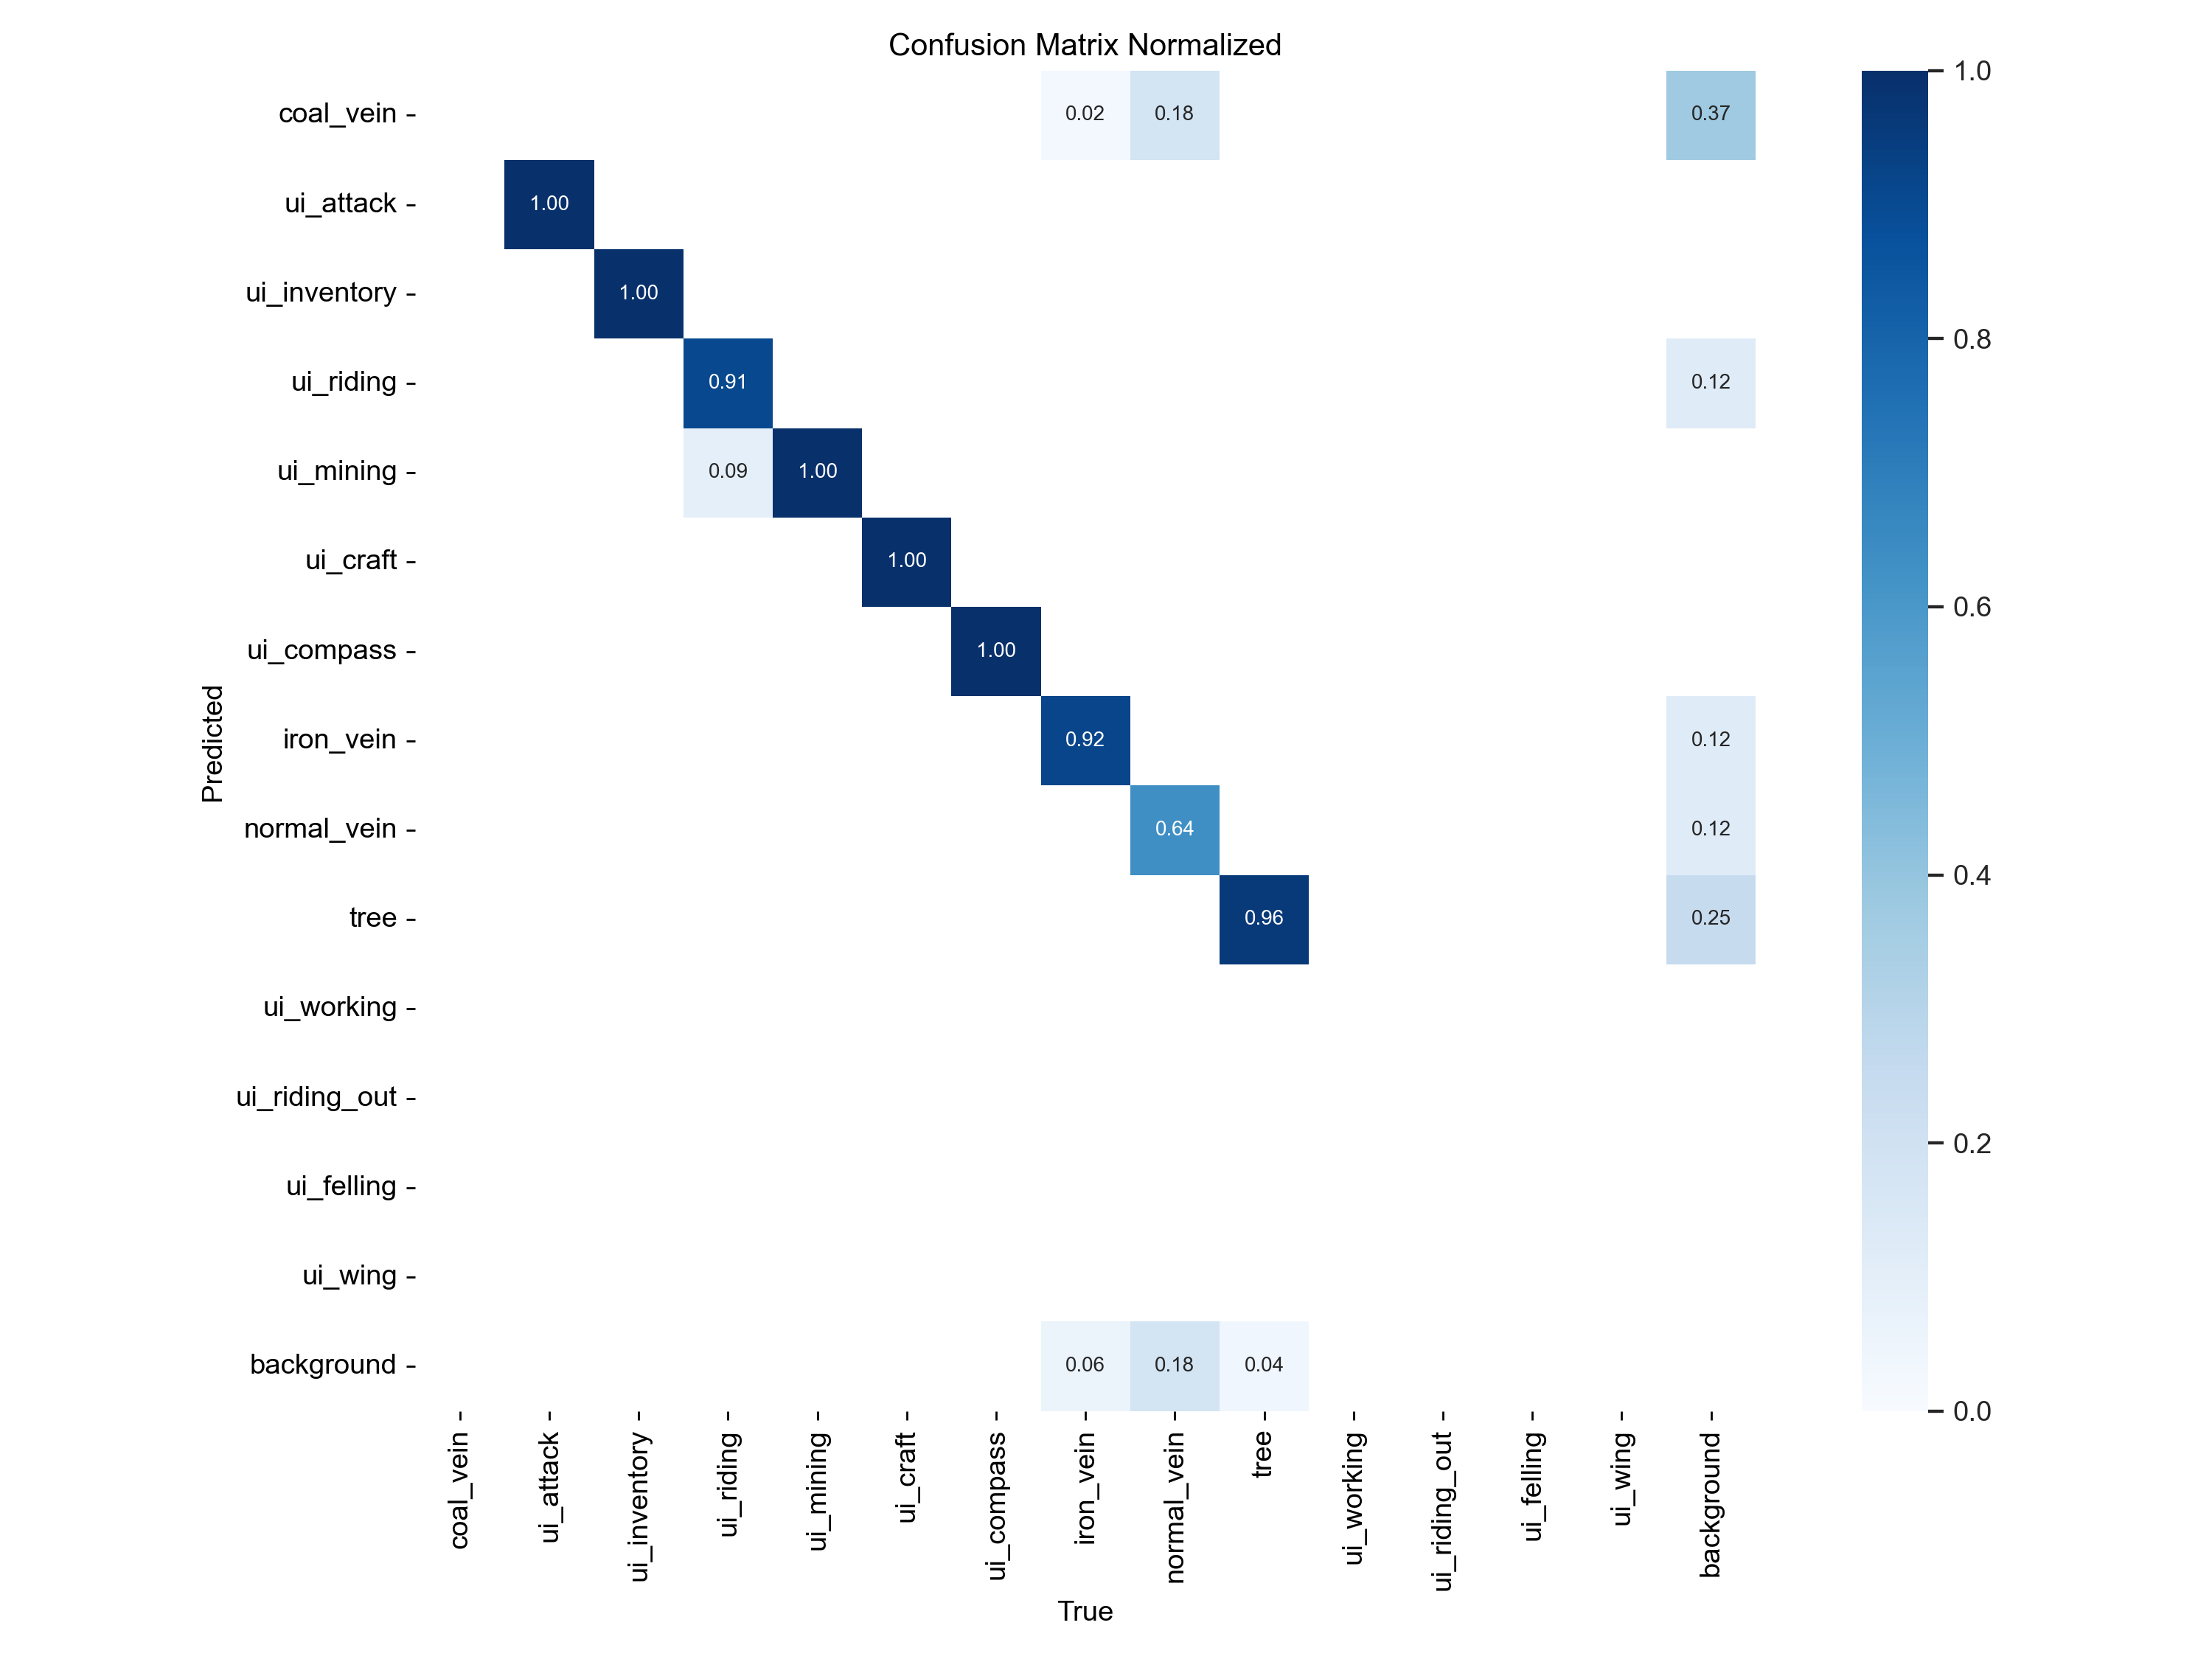 Confusion Matrix Normalized
coal_vein
0.02 0.18 0.37
ui_attack
1.00
ui_inventory
1.00
ui_riding
0.91 0.12
ui_mining
0.09 1.00
ui_craft
1.00
ui_compass
1.00
iron_vein
0.92 0.12
normal_vein
0.64 0.12
tree
0.96 0.25
ui_working
ui_riding_out
ui_felling
ui_wing
background
0.06 0.18 0.04
Predicted
coal_vein
ui_attack
ui_inventory
ui_riding
ui_mining
ui_craft
ui_compass
iron_vein
normal_vein
tree
ui_working
ui_riding_out
ui_felling
ui_wing
background
True
1.0
0.8
0.6
0.4
0.2
0.0